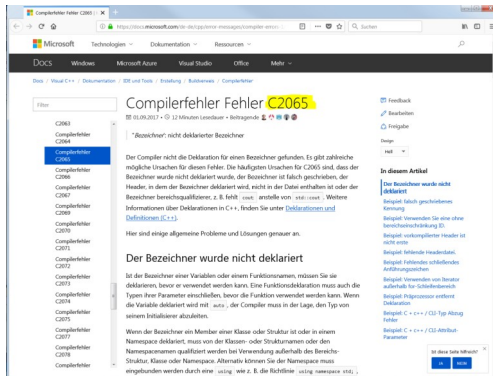 Compilerfehler Fehler C2065 |
https://docs.microsoft.com/de-de/cpp/error-messages/compiler-errors
Suchen
Microsoft
Technologien
Dokumentation
Ressourcen
Docs
Windows
Microsoft Azure
Visual Studio
Office
Mehr
Docs / Visual C++ / Dokumentation / IDE und Tools / Erstellung / Buildverweis / Compilerfehler
Filter
C2063
Compilerfehler
C2064
Compilerfehler
C2065
Compilerfehler
C2066
Compilerfehler
C2067
Compilerfehler
C2069
Compilerfehler
C2070
Compilerfehler
C2071
Compilerfehler
C2072
Compilerfehler
C2073
Compilerfehler
C2074
Compilerfehler
C2075
Compilerfehler
C2077
Compilerfehler
C2078
Compilerfehler
Compilerfehler Fehler C2065
01.09.2017 • 12 Minuten Lesedauer • Beitragende
"Bezeichner": nicht deklarierter Bezeichner
Der Compiler nicht die Deklaration für einen Bezeichner gefunden. Es gibt zahlreiche
mögliche Ursachen für diesen Fehler. Die häufigsten Ursachen für C2065 sind, dass der
Bezeichner wurde nicht deklariert wurde, der Bezeichner ist falsch geschrieben, der
Header, in dem der Bezeichner deklariert wird, nicht in der Datei enthalten ist oder der
Bezeichner bereichsqualifizierer, z. B. fehlt cout anstelle von std::cout . Weitere
Informationen über Deklarationen in C++, finden Sie unter Deklarationen und
Definitionen (C++).
Hier sind einige allgemeine Probleme und Lösungen genauer an.
Der Bezeichner wurde nicht deklariert
Ist der Bezeichner einer Variablen oder einem Funktionsnamen, müssen Sie sie
deklarieren, bevor er verwendet werden kann. Eine Funktionsdeklaration muss auch die
Typen ihrer Parameter einschließen, bevor die Funktion verwendet werden kann. Wenn
die Variable deklariert wird mit auto , der Compiler muss in der Lage, den Typ von
seinem Initialisierer abzuleiten.
Wenn der Bezeichner ein Member einer Klasse oder Struktur ist oder in einem
Namespace deklariert, muss von der Klassen- oder Strukturnamen oder den
Namespacenamen qualifiziert werden bei Verwendung außerhalb des Bereichs-
Struktur, Klasse oder Namespace. Alternativ können Sie der Namespace muss
eingebunden werden durch eine using wie z. B. die Richtlinie using namespace std; ,
Feedback
Bearbeiten
Freigabe
Design
Hell
In diesem Artikel
Der Bezeichner wurde nicht
deklariert
Beispiel: falsch geschriebenes
Kennung
Beispiel: Verwenden Sie eine ohne
bereichseinschränkung ID.
Beispiel: vorkompilierter Header ist
nicht erste
Beispiel: fehlende Headerdatei.
Beispiel: Fehlendes schließenden
Anführungszeichen
Beispiel: Verwenden von Iterator
außerhalb for-Schleifenbereich
Beispiel: Präprozessor entfernt
Deklaration
Beispiel: C + c++ / CLI-Typ Abzug
Fehler
Beispiel: C + c++ / CLI-Attribut-
Parameter
Ist diese Seite hilfreich?
JA
NEIN